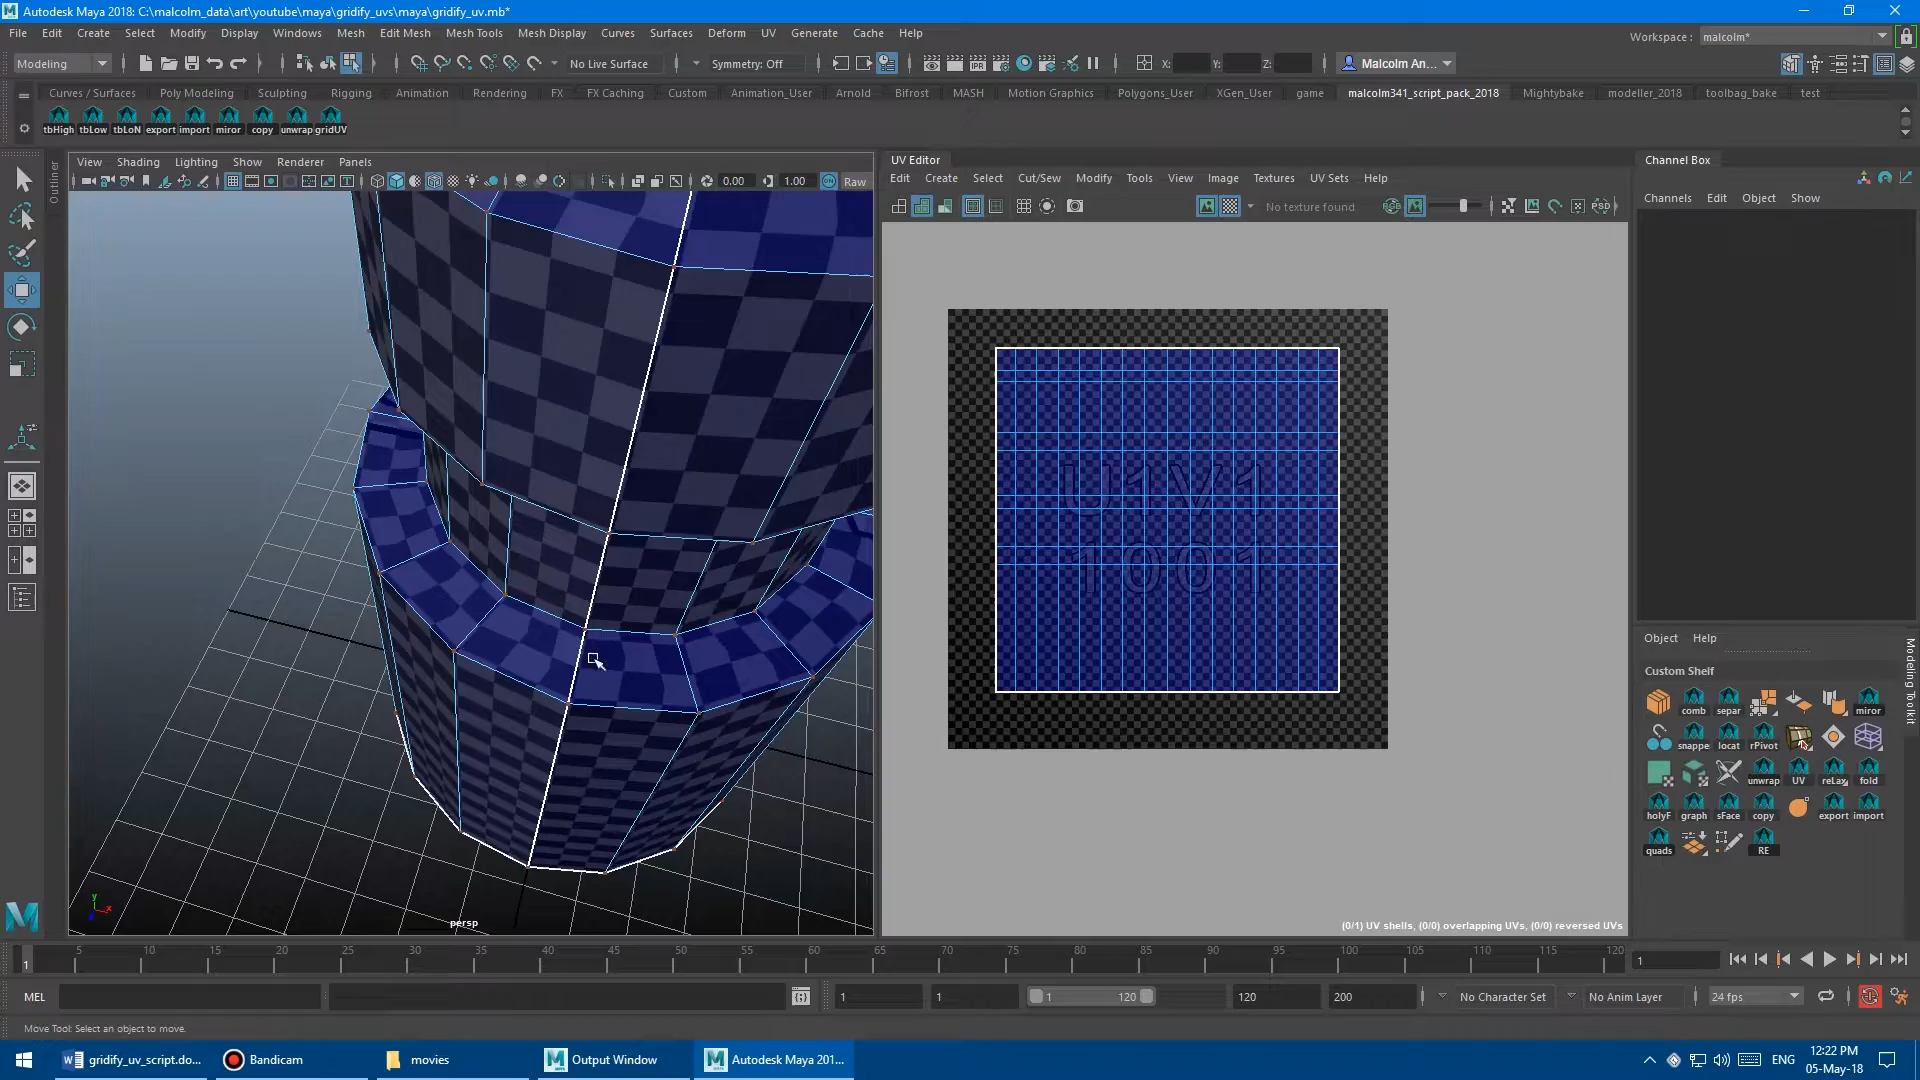 Autodesk Maya 2018: C:\malcolm_data\art\youtube\maya\gridify_uvs\maya\gridify_uv.mb*
File Edit Create Select Modify Display Windows Mesh Edit Mesh Mesh Tools Mesh Display Curves Surfaces Deform UV Generate Cache Help
Workspace : malcolm*
Modeling No Live Surface Symmetry: Off X: Y: Z: Malcolm An...
Curves / Surfaces Poly Modeling Sculpting Rigging Animation Rendering FX FX Caching Custom Animation_User Arnold Bifrost MASH Motion Graphics Polygons_User XGen_User game malcolm341_script_pack_2018 Mightybake modeller_2018 toolbag_bake test
tbHigh tbLow tbLoN export import miror copy unwrap gridUV
Outliner
View Shading Lighting Show Renderer Panels
0.00 1.00 Raw
persp
UV Editor
Edit Create Select Cut/Sew Modify Tools View Image Textures UV Sets Help
No texture found
U1V1
1001
(0/1) UV shells, (0/0) overlapping UVs, (0/0) reversed UVs
Channel Box
Channels Edit Object Show
Object Help
Custom Shelf
comb separ miror
snappe locat rPivot
unwrap UV reLax fold
holyF graph sFace copy export import
quads RE
Modeling Toolkit
1 5 10 15 20 25 30 35 40 45 50 55 60 65 70 75 80 85 90 95 100 105 110 115 120 1
MEL 1 1 1 120 120 200 No Character Set No Anim Layer 24 fps
Move Tool: Select an object to move.
gridify_uv_script.do... Bandicam movies Output Window Autodesk Maya 201...
ENG
12:22 PM
05-May-18